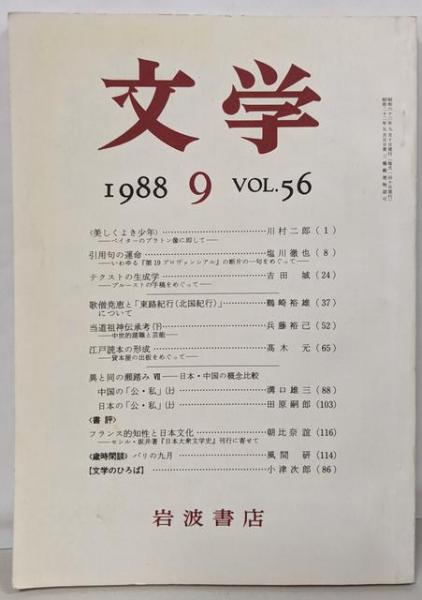 文学
1988 9 VOL.56
〈美しくよき少年〉 川村二郎 (1)
――ペイターのプラトン像に即して――
引用句の運命 塩川徹也 (8)
――いわゆる『第19プロヴァンシアル』の断片の一句をめぐって――
テクストの生成学 吉田城 (24)
――プルーストの手稿をめぐって――
歌僧尭恵と「東路紀行(北国紀行)」 鶴崎裕雄 (37)
について
当道祖神伝承考(下) 兵藤裕己 (52)
――中世的諸職と芸能――
江戸読本の形成 髙木元 (65)
――貸本屋の出板をめぐって――
異と同の瀬踏み Ⅶ――日本・中国の概念比較
中国の「公・私」(上) 溝口雄三 (88)
日本の「公・私」(上) 田原嗣郎 (103)
〈書評〉
フランス的知性と日本文化 朝比奈誼 (116)
――セシル・坂井著『日本大衆文学史』刊行に寄せて
《歳時閑談》パリの九月 風間研 (114)
【文学のひろば】 小津次郎 (86)
岩波書店